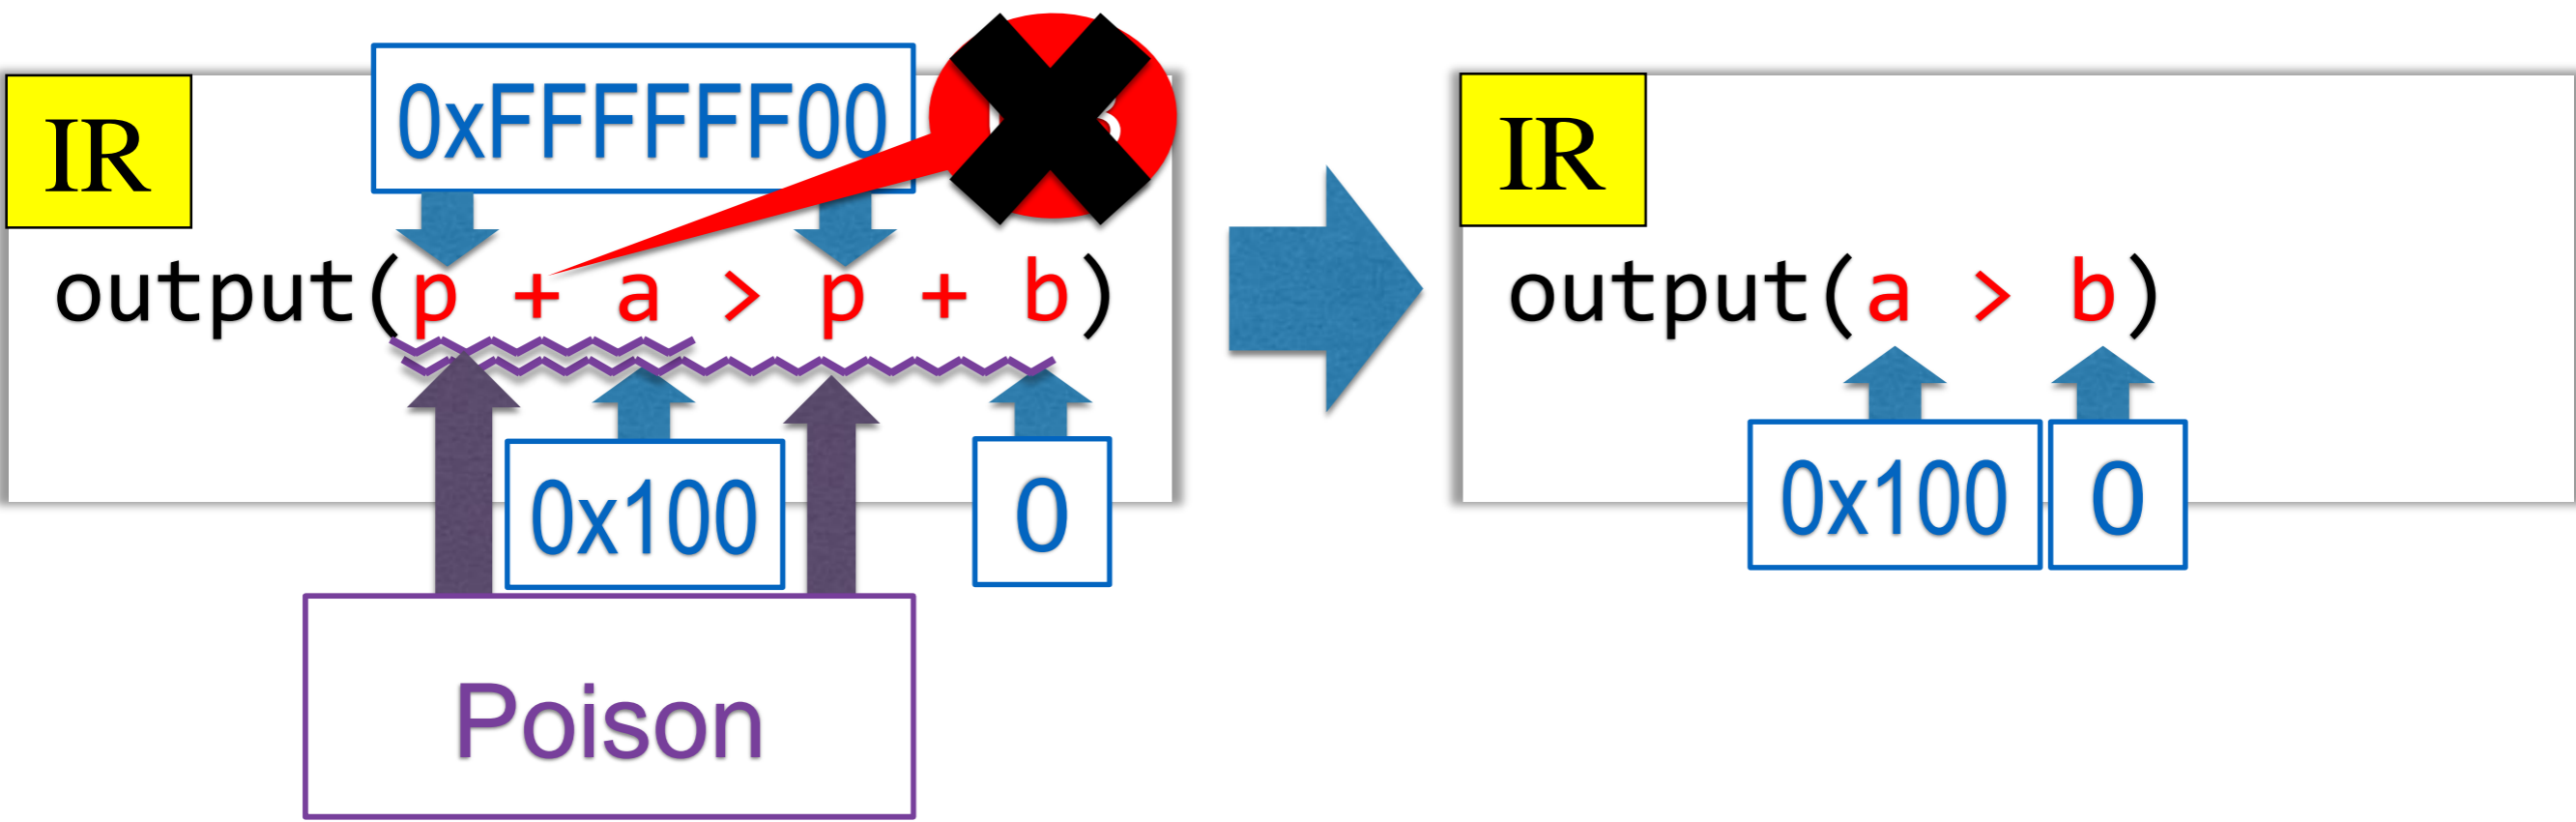 IR
0xFFFFFF00
output(p + a > p + b)
0x100
0
Poison
IR
output(a > b)
0x100
0